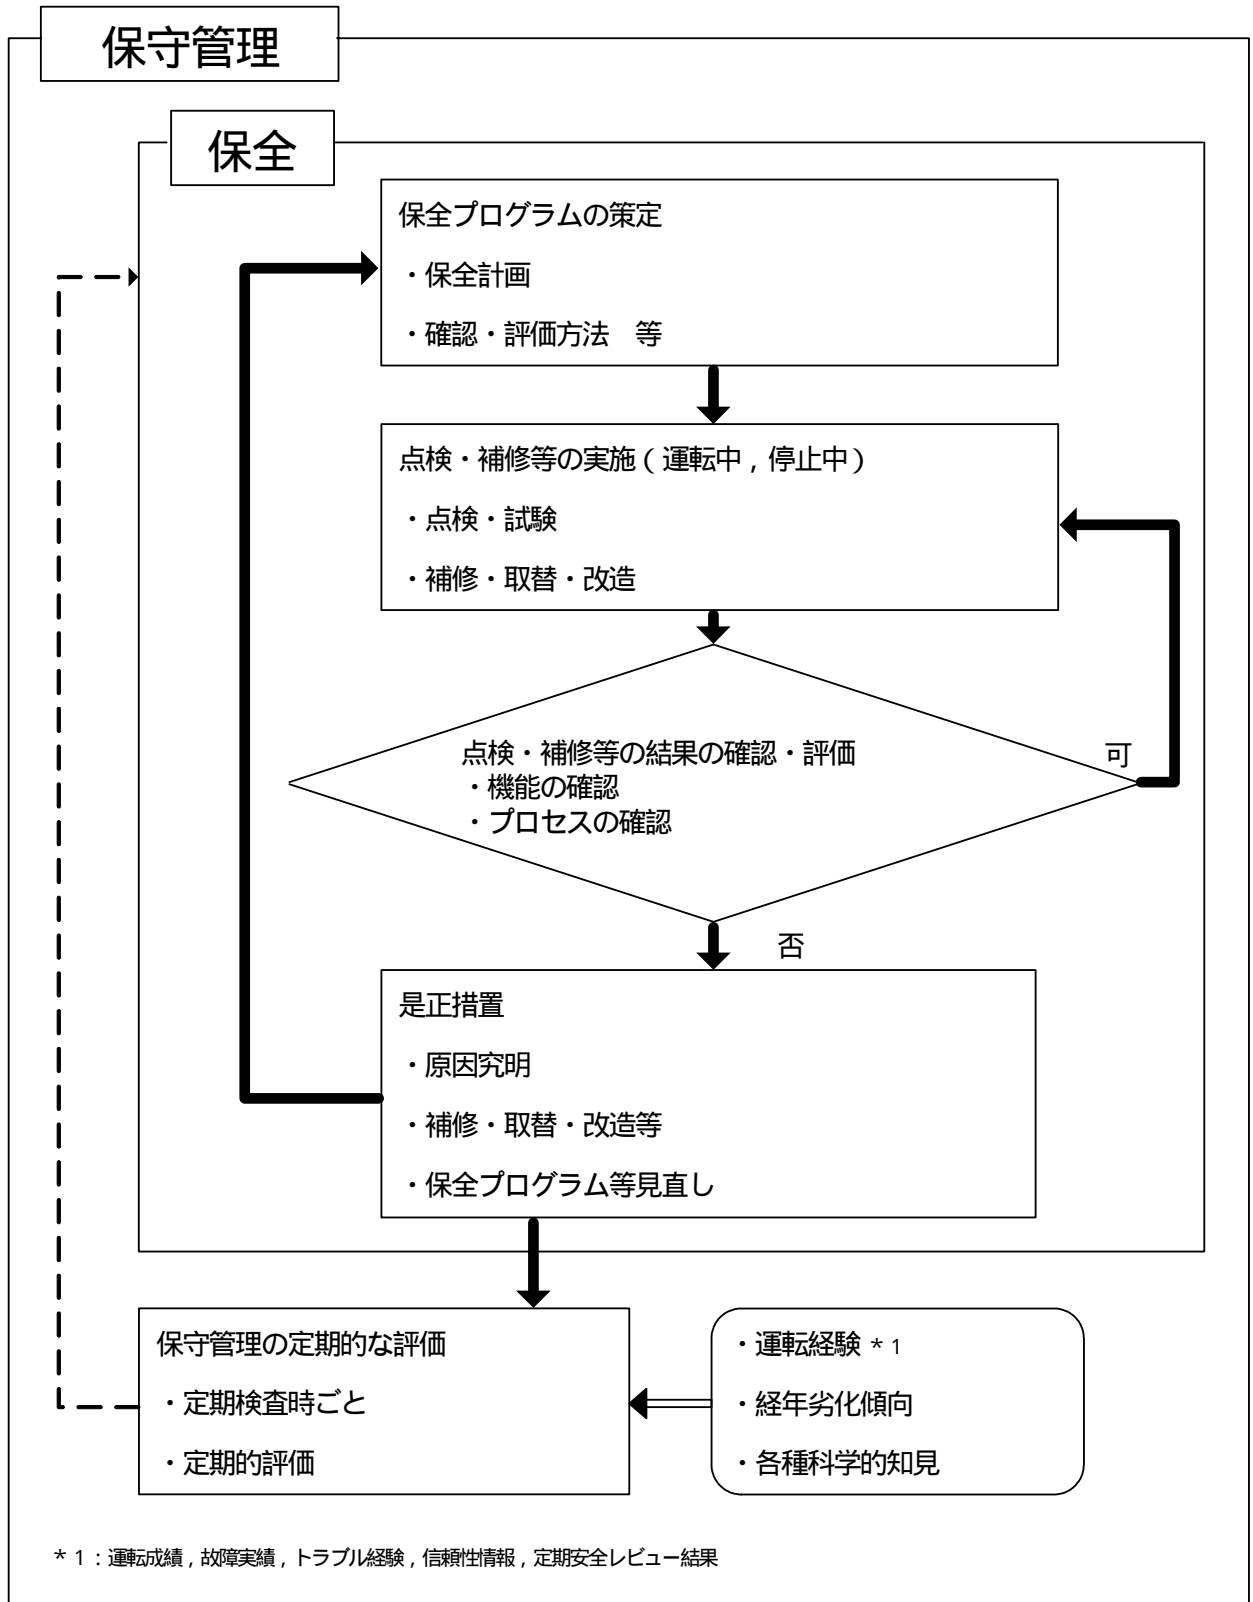 保守管理
保全
保全プログラムの策定
・保全計画
・確認・評価方法　等
点検・補修等の実施（運転中，停止中）
・点検・試験
・補修・取替・改造
点検・補修等の結果の確認・評価
・機能の確認
・プロセスの確認
可
否
是正措置
・原因究明
・補修・取替・改造等
・保全プログラム等見直し
保守管理の定期的な評価
・定期検査時ごと
・定期的評価
・運転経験＊1
・経年劣化傾向
・各種科学的知見
＊1：運転成績，故障実績，トラブル経験，信頼性情報，定期安全レビュー結果